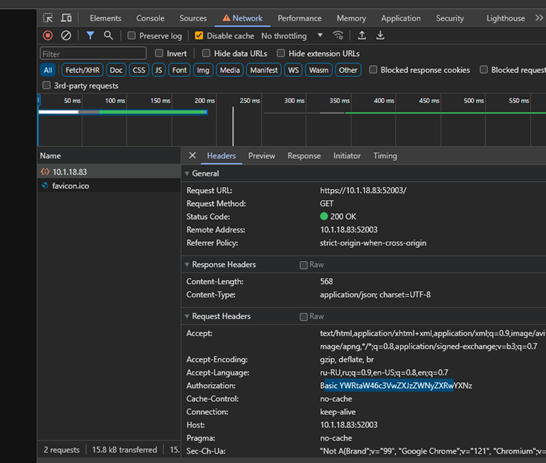 Elements Console Sources Network Performance Memory Application Security Lighthouse »
Preserve log Disable cache No throttling
Filter Invert Hide data URLs Hide extension URLs
All Fetch/XHR Doc CSS JS Font Img Media Manifest WS Wasm Other Blocked response cookies Blocked request
3rd-party requests
50 ms 100 ms 150 ms 200 ms 250 ms 300 ms 350 ms 400 ms 450 ms 500 ms 550 ms
Name Headers Preview Response Initiator Timing
10.1.18.83
favicon.ico
General
Request URL: https://10.1.18.83:52003/
Request Method: GET
Status Code: 200 OK
Remote Address: 10.1.18.83:52003
Referrer Policy: strict-origin-when-cross-origin
Response Headers Raw
Content-Length: 568
Content-Type: application/json; charset=UTF-8
Request Headers Raw
Accept: text/html,application/xhtml+xml,application/xml;q=0.9,image/avi
mage/apng,*/*;q=0.8,application/signed-exchange;v=b3;q=0.7
Accept-Encoding: gzip, deflate, br
Accept-Language: ru-RU,ru;q=0.9,en-US;q=0.8,en;q=0.7
Authorization: Basic YWRtaW46c3VwZXJzZWNyZXRwYXNz
Cache-Control: no-cache
Connection: keep-alive
Host: 10.1.18.83:52003
Pragma: no-cache
Sec-Ch-Ua: "Not A(Brand";v="99", "Google Chrome";v="121", "Chromium";v=
2 requests 15.8 kB transferred 15.